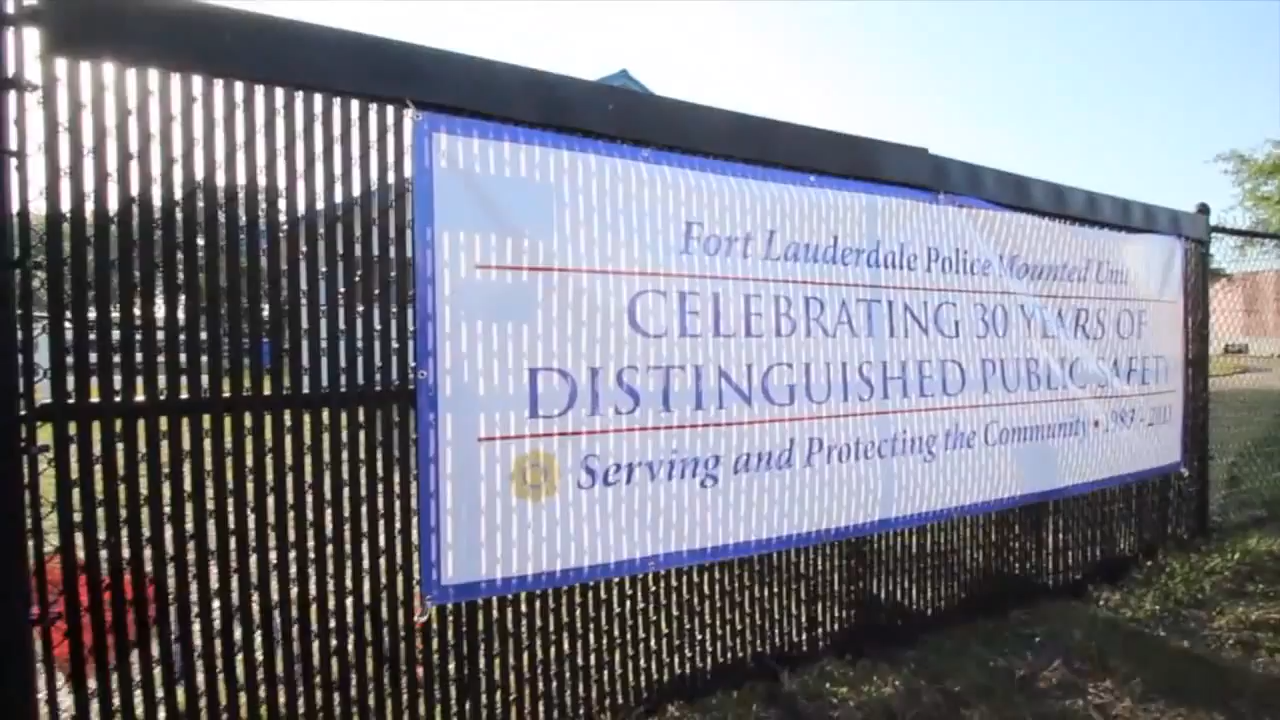 Fort Lauderdale Police Mounted Unit
CELEBRATING 30 YEARS OF
DISTINGUISHED PUBLIC SAFETY
Serving and Protecting the Community • 1983 - 2013